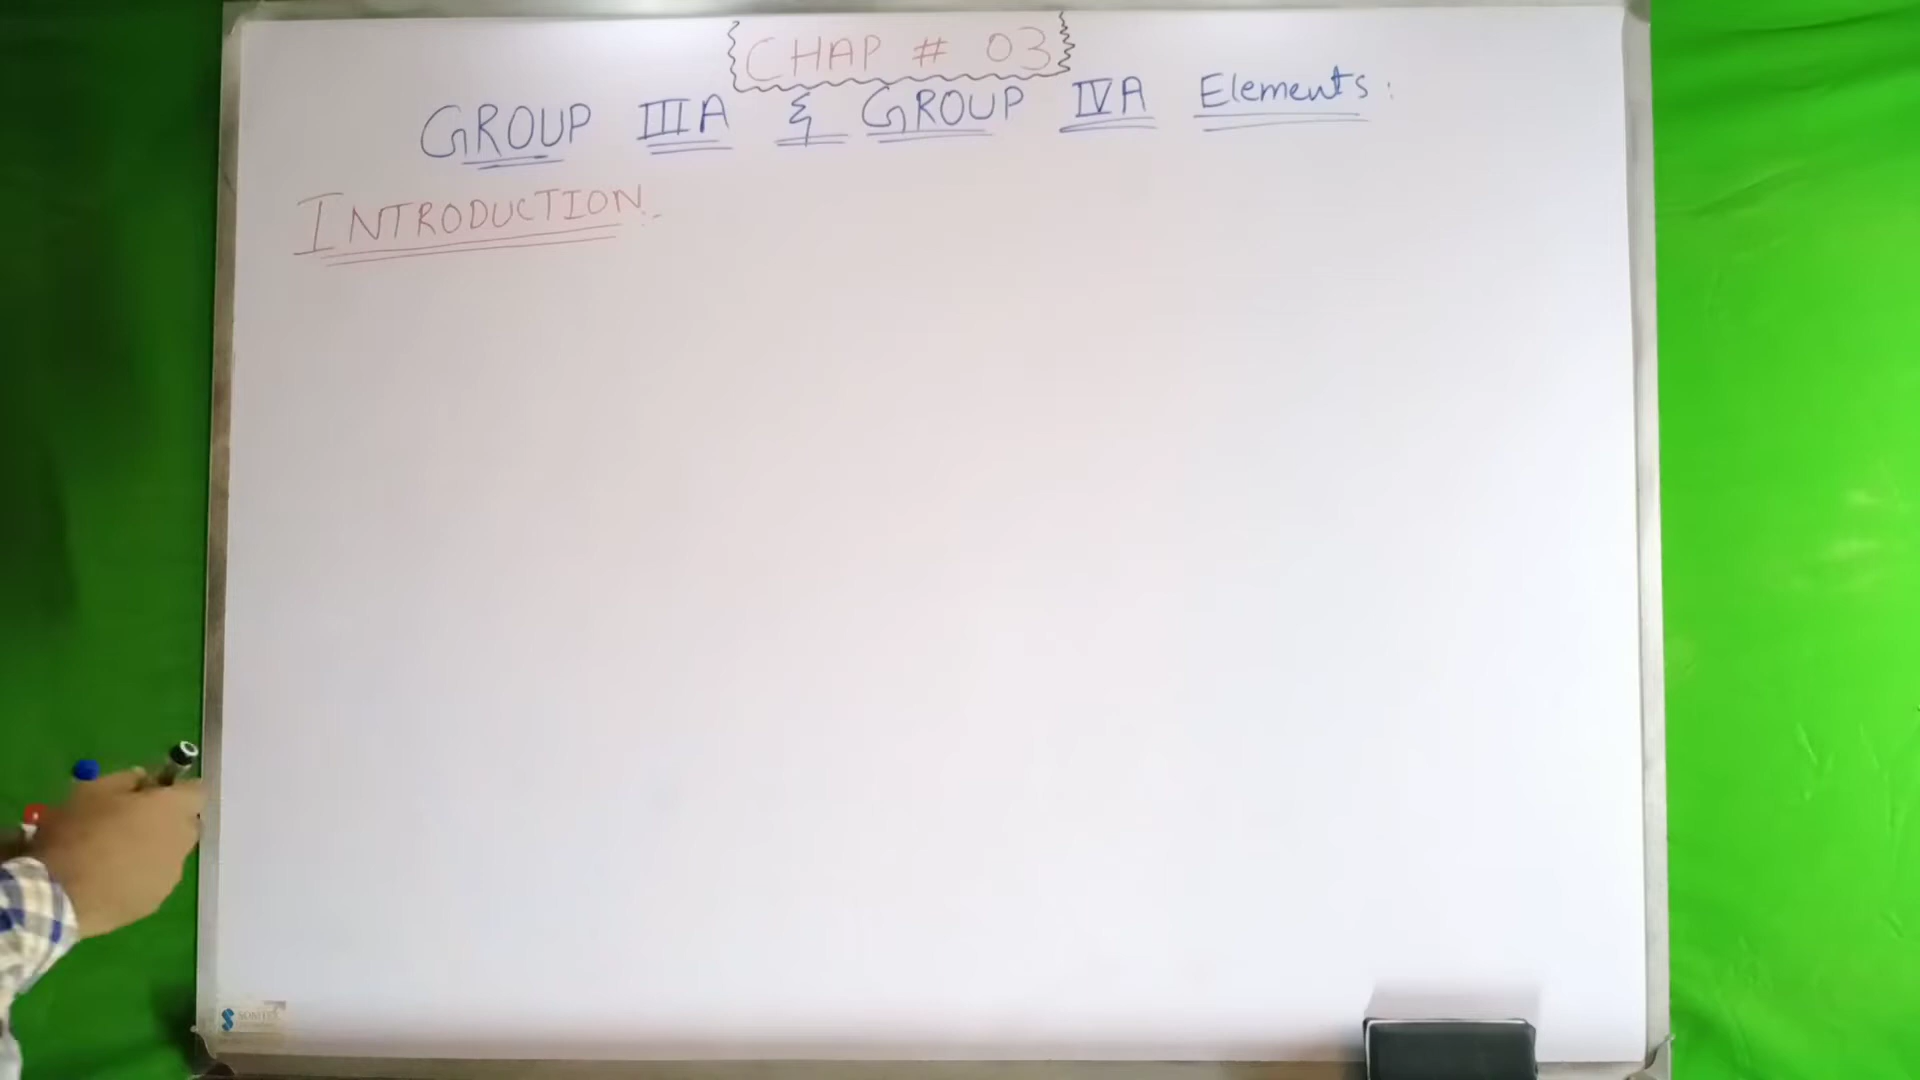 CHAP # 03
GROUP IIIA & GROUP IVA Elements:
INTRODUCTION:-